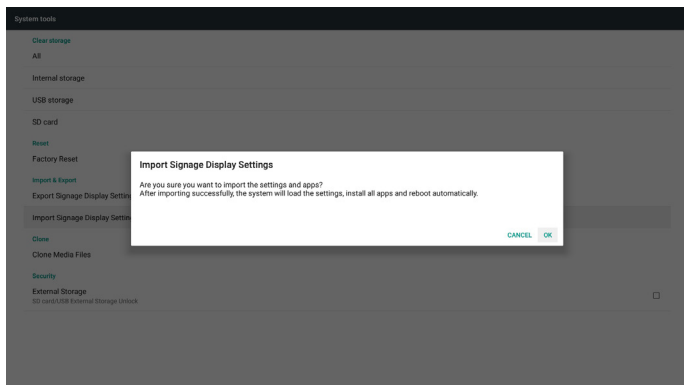 System tools
Clear storage
All
Internal storage
USB storage
SD card
Reset
Factory Reset
Import & Export
Export Signage Display
Import Signage Display
Clone
Clone Media Files
Security
External Storage
SD card/USB External Storage Unlock
Import Signage Display Settings
Are you sure you want to import the settings and apps?
After importing successfully, the system will load the settings, install all apps and reboot automatically.
CANCEL OK